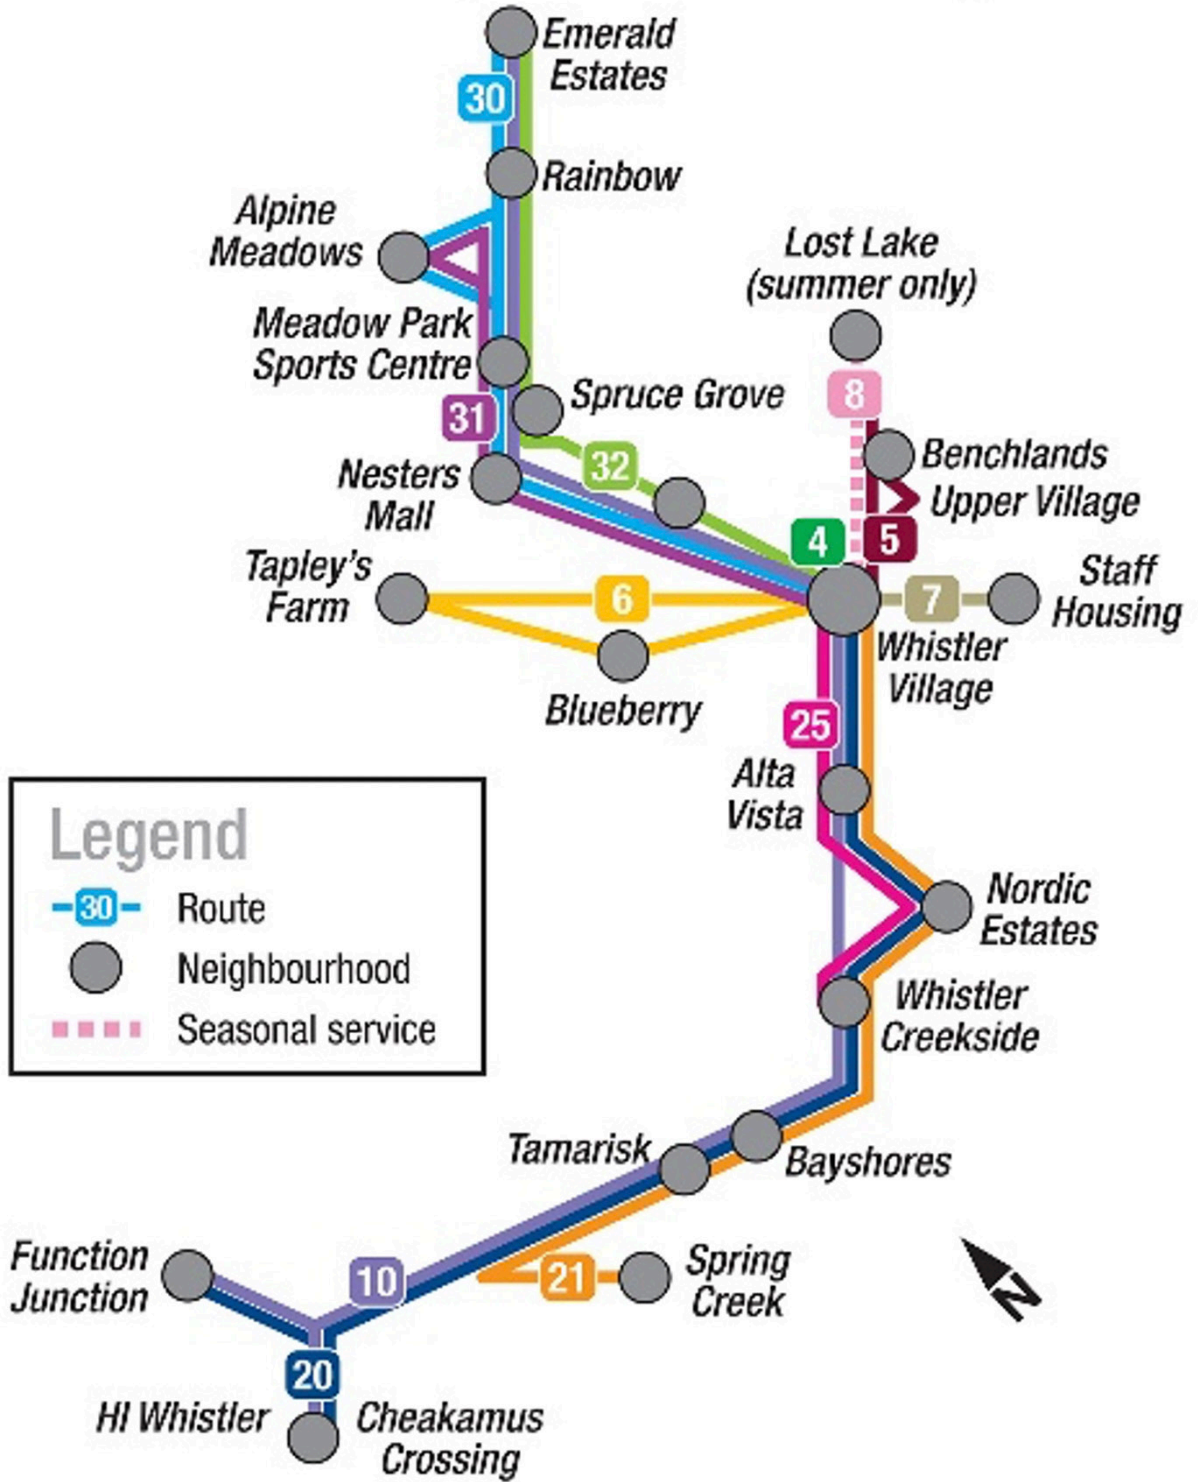 Emerald
Estates
30
Rainbow
Alpine
Meadows
Lost Lake
(summer only)
Meadow Park
Sports Centre
8
Spruce Grove
31
Benchlands
32
Nesters
Mall
Upper Village
4
5
Tapley's
Farm
6
7
Staff
Housing
Whistler
Village
Blueberry
25
Alta
Vista
Legend
30
Route
Nordic
Estates
Neighbourhood
Whistler
Creekside
Seasonal service
Tamarisk
Bayshores
Function
Junction
10
21
Spring
Creek
N
20
HI Whistler
Cheakamus
Crossing